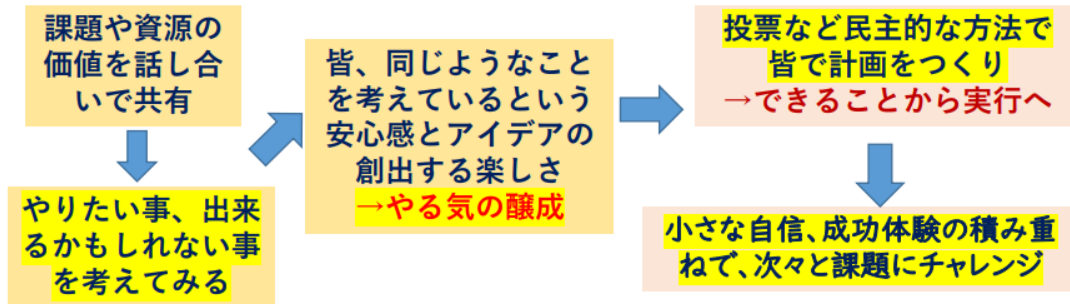 課題や資源の
価値を話し合
いで共有
やりたい事、出来
るかもしれない事
を考えてみる
皆、同じようなこと
を考えているという
安心感とアイデアの
創出する楽しさ
→やる気の醸成
投票など民主的な方法で
皆で計画をつくり
→できることから実行へ
小さな自信、成功体験の積み重
ねで、次々と課題にチャレンジ